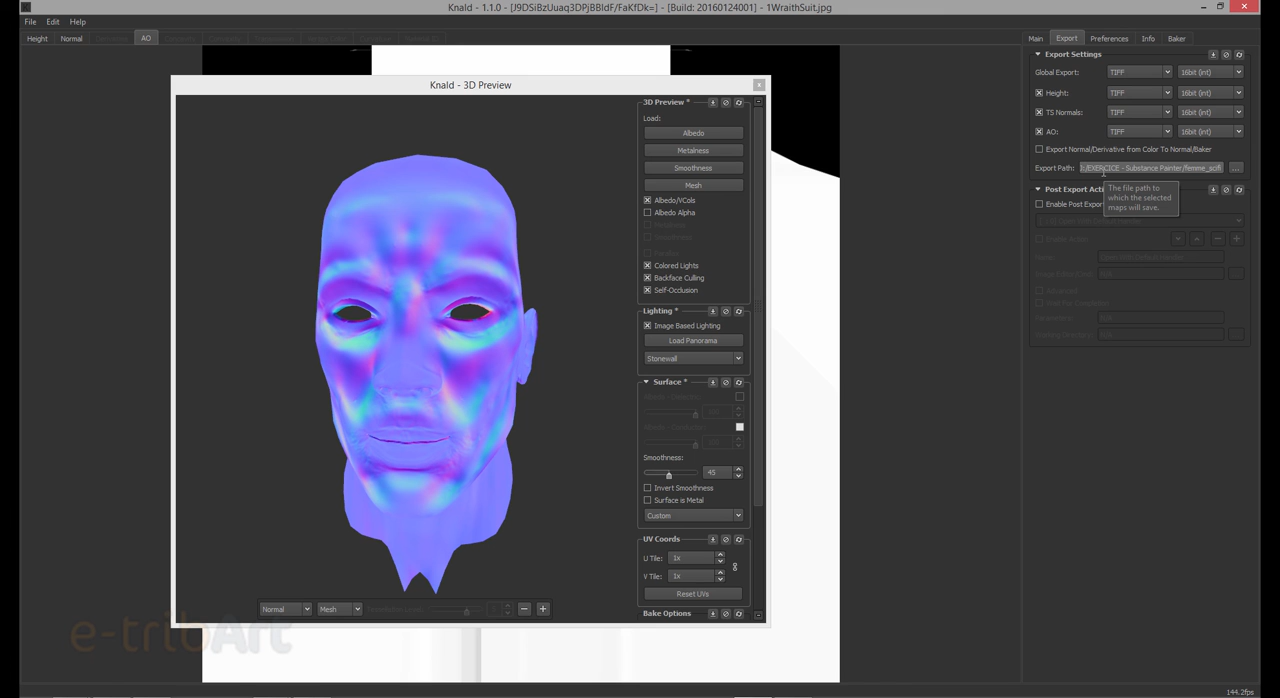 Knald - 1.1.0 - [J9DSiBzUuaq3DPjBBldF/FaKfDk=] - [Build: 20160124001] - 1WraithSuit.jpg
File Edit Help
Height Normal AO
Main Export Preferences Info Baker
Export Settings
Global Export: TIFF 16bit (int)
Height: TIFF 16bit (int)
TS Normals: TIFF 16bit (int)
AO: TIFF 16bit (int)
Export Normal/Derivative from Color To Normal/Baker
Export Path: :/EXERCICE - Substance Painter/femme_scifi ...
The file path to
which the selected
maps will save.
Post Export Acti
Enable Post Expor
Knald - 3D Preview
3D Preview *
Load:
Albedo
Metalness
Smoothness
Mesh
Albedo/VCols
Albedo Alpha
Colored Lights
Backface Culling
Self-Occlusion
Lighting *
Image Based Lighting
Load Panorama
Stonewall
Surface *
Smoothness:
45
Invert Smoothness
Surface is Metal
Custom
UV Coords
U Tile: 1x
V Tile: 1x
Reset UVs
Bake Options
Normal Mesh
e-tribArt
144.2fps